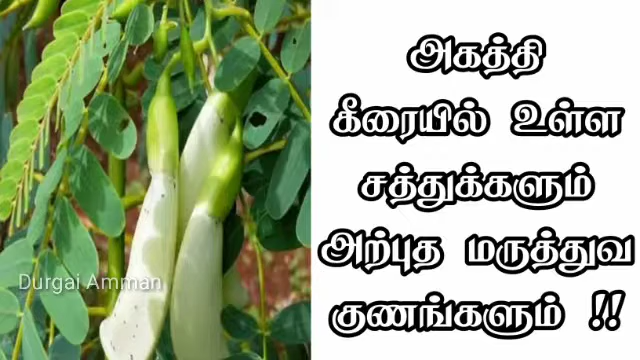 அகத்தி
கீரையில் உள்ள
சத்துக்களும்
அற்புத மருத்துவ
குணங்களும் !!
Durgai Amman